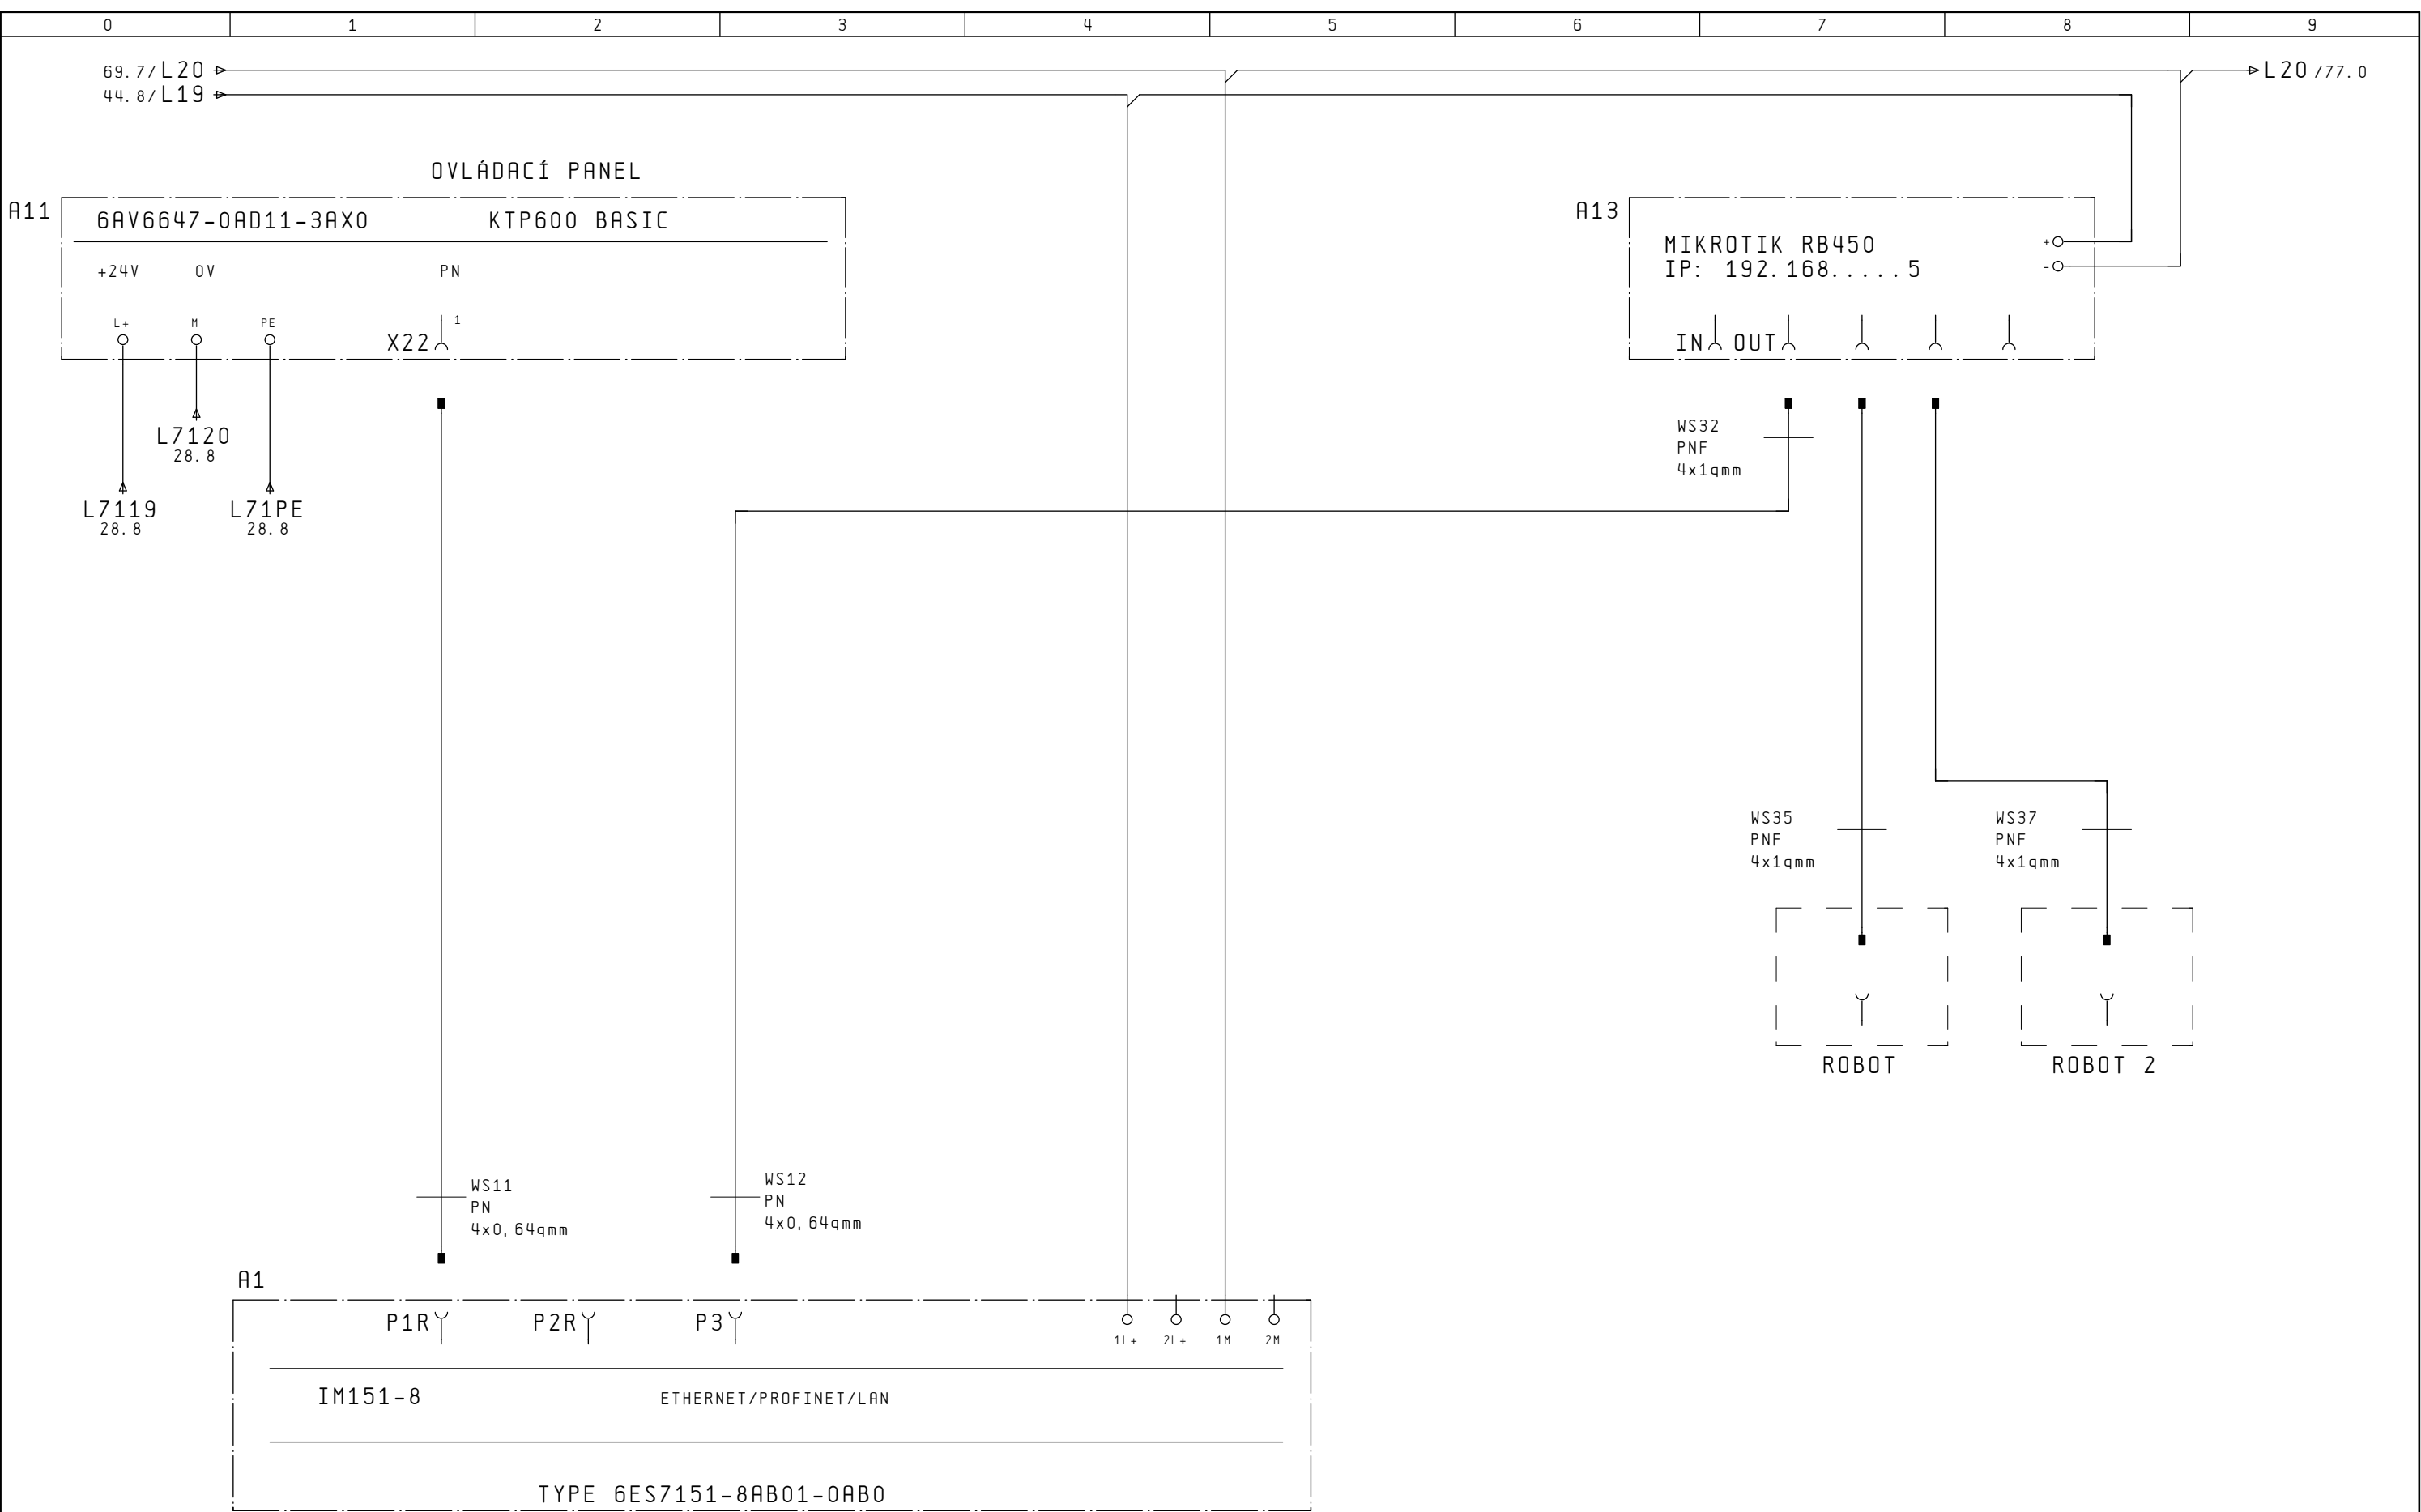 0 1 2 3 4 5 6 7 8 9
69.7/L20
L20/77.0
44.8/L19
OVLÁDACÍ PANEL
A11
6AV6647-0AD11-3AX0 KTP600 BASIC
+24V 0V PN
L+ M PE
X22 1
L7120
28.8
L7119
28.8
L71PE
28.8
A13
MIKROTIK RB450
IP: 192.168.....5
+
-
IN OUT
WS32
PNF
4x1qmm
WS35
PNF
4x1qmm
WS37
PNF
4x1qmm
ROBOT
ROBOT 2
WS11
PN
4x0,64qmm
WS12
PN
4x0,64qmm
A1
P1R P2R P3
1L+ 2L+ 1M 2M
IM151-8 ETHERNET/PROFINET/LAN
TYPE 6ES7151-8AB01-0AB0